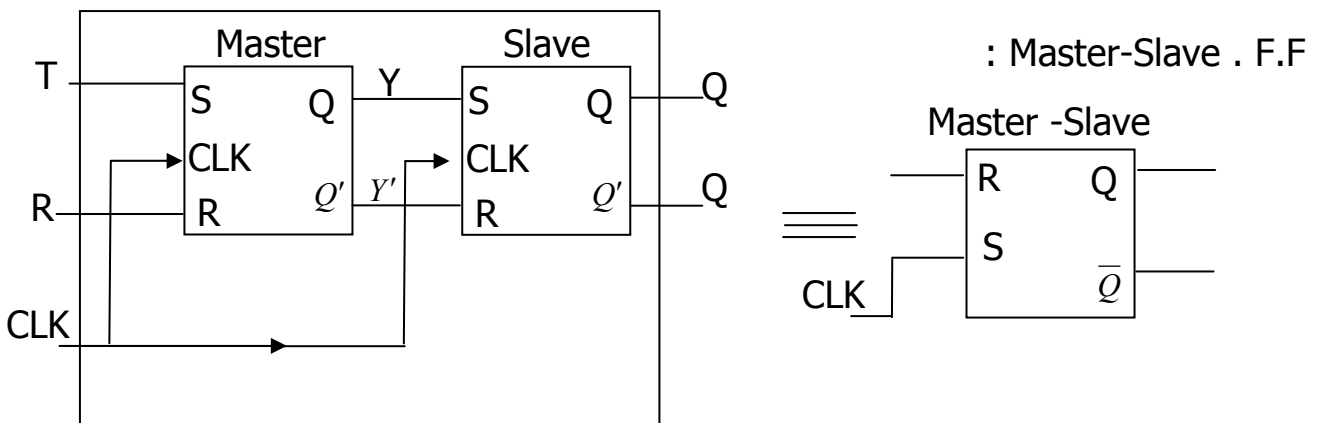 : Master-Slave . F.F
Master Slave
T S Q Y S Q Q
CLK CLK
R R Q' Y' R Q' Q
CLK
Master -Slave
R Q
S
CLK Q̅